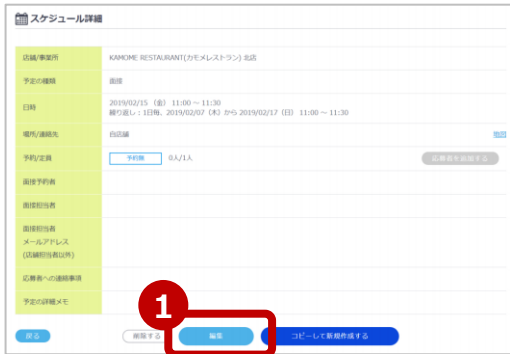 スケジュール詳細
店舗/事業所 KAMOME RESTAURANT(カモメレストラン) 北店
予定の種類 面接
日時 2019/02/15 (金) 11:00 ~ 11:30
繰り返し:1日毎、2019/02/07 (木) から 2019/02/17 (日) 11:00 ~ 11:30
場所/連絡先 自店舗 地図
予約/定員 予約無 0人/1人 応募者を追加する
面接予約者
面接担当者
面接担当者
メールアドレス
(店舗担当者以外)
応募者への連絡事項
予定の詳細メモ
1
戻る 削除する 編集 コピーして新規作成する